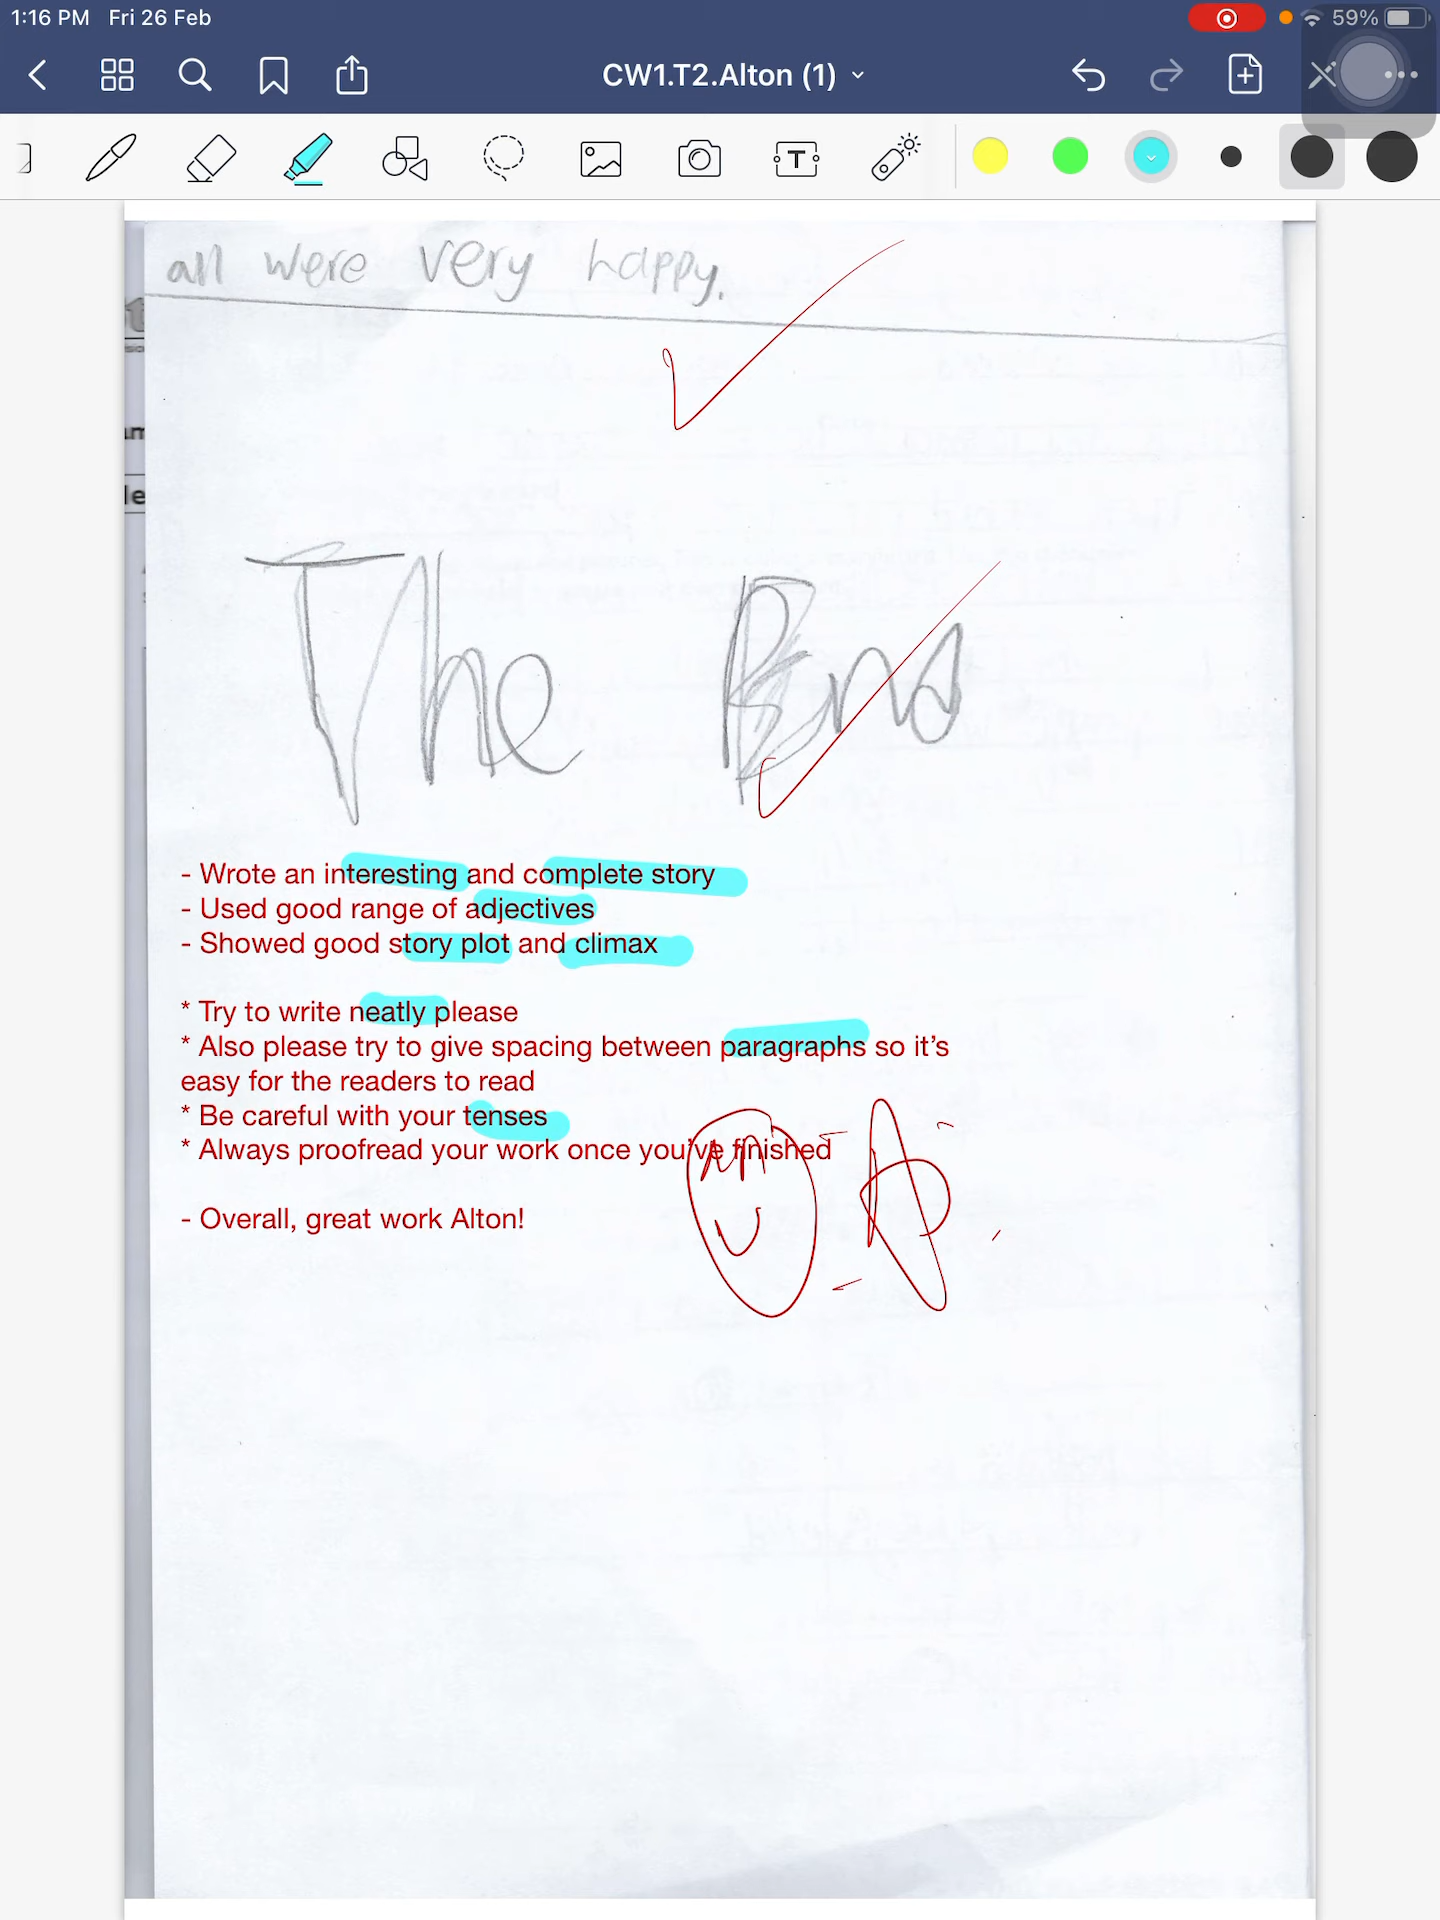 1:16 PM Fri 26 Feb
59%
CW1.T2.Alton (1)
T
all were very happy.
The End
- Wrote an interesting and complete story
- Used good range of adjectives
- Showed good story plot and climax
* Try to write neatly please
* Also please try to give spacing between paragraphs so it's
easy for the readers to read
* Be careful with your tenses
* Always proofread your work once you've finished
- Overall, great work Alton!